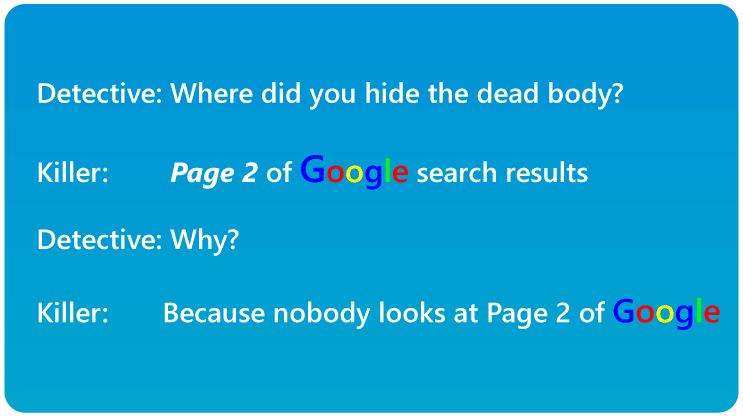 Detective: Where did you hide the dead body?
Killer: Page 2 of Google search results
Detective: Why?
Killer: Because nobody looks at Page 2 of Google